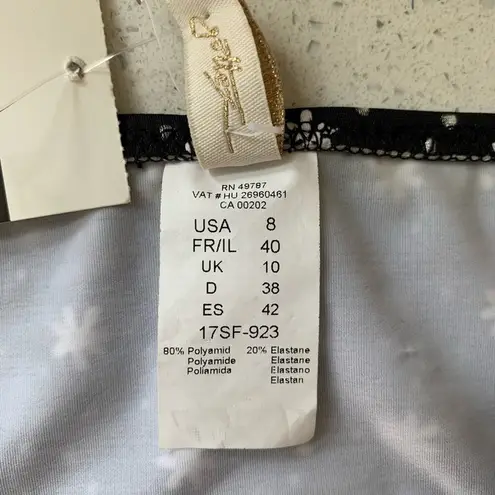 RN 49787
VAT # HU 26960461
CA 00202
USA 8
FR/IL 40
UK 10
D 38
ES 42
17SF-923
80% Polyamid 20% Elastane
Polyamide Elastane
Poliamida Elastano
Elastan